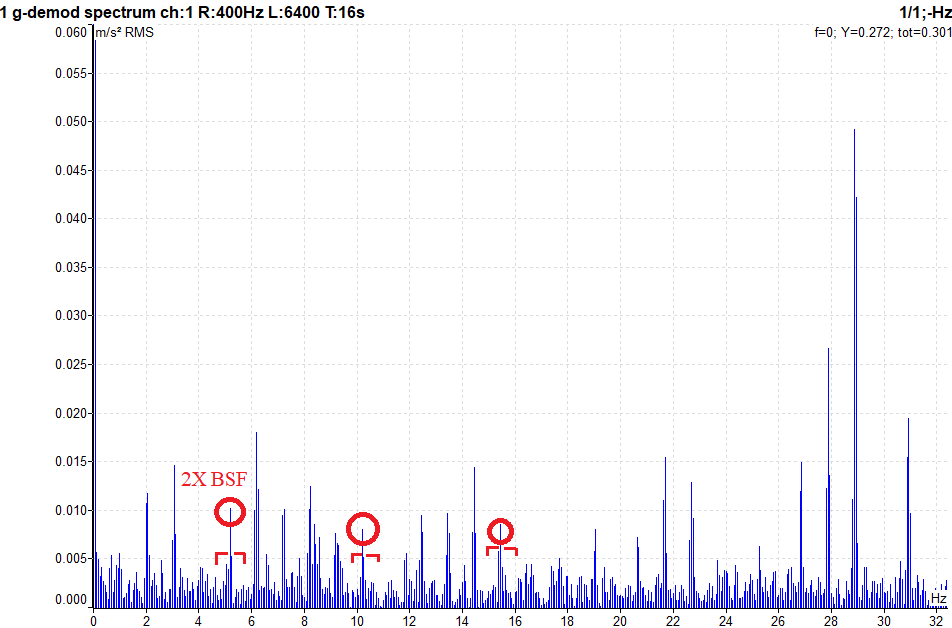 1 g-demod spectrum ch:1 R:400Hz L:6400 T:16s 1/1;-Hz
m/s² RMS f=0; Y=0.272; tot=0.301
0.060
0.055
0.050
0.045
0.040
0.035
0.030
0.025
0.020
0.015
2X BSF
0.010
0.005
0.000
Hz
0 2 4 6 8 10 12 14 16 18 20 22 24 26 28 30 32